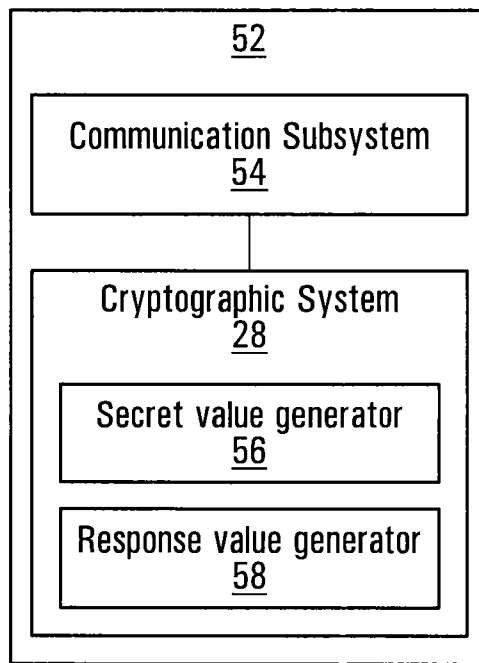 52
Communication Subsystem
54
Cryptographic System
28
Secret value generator
56
Response value generator
58